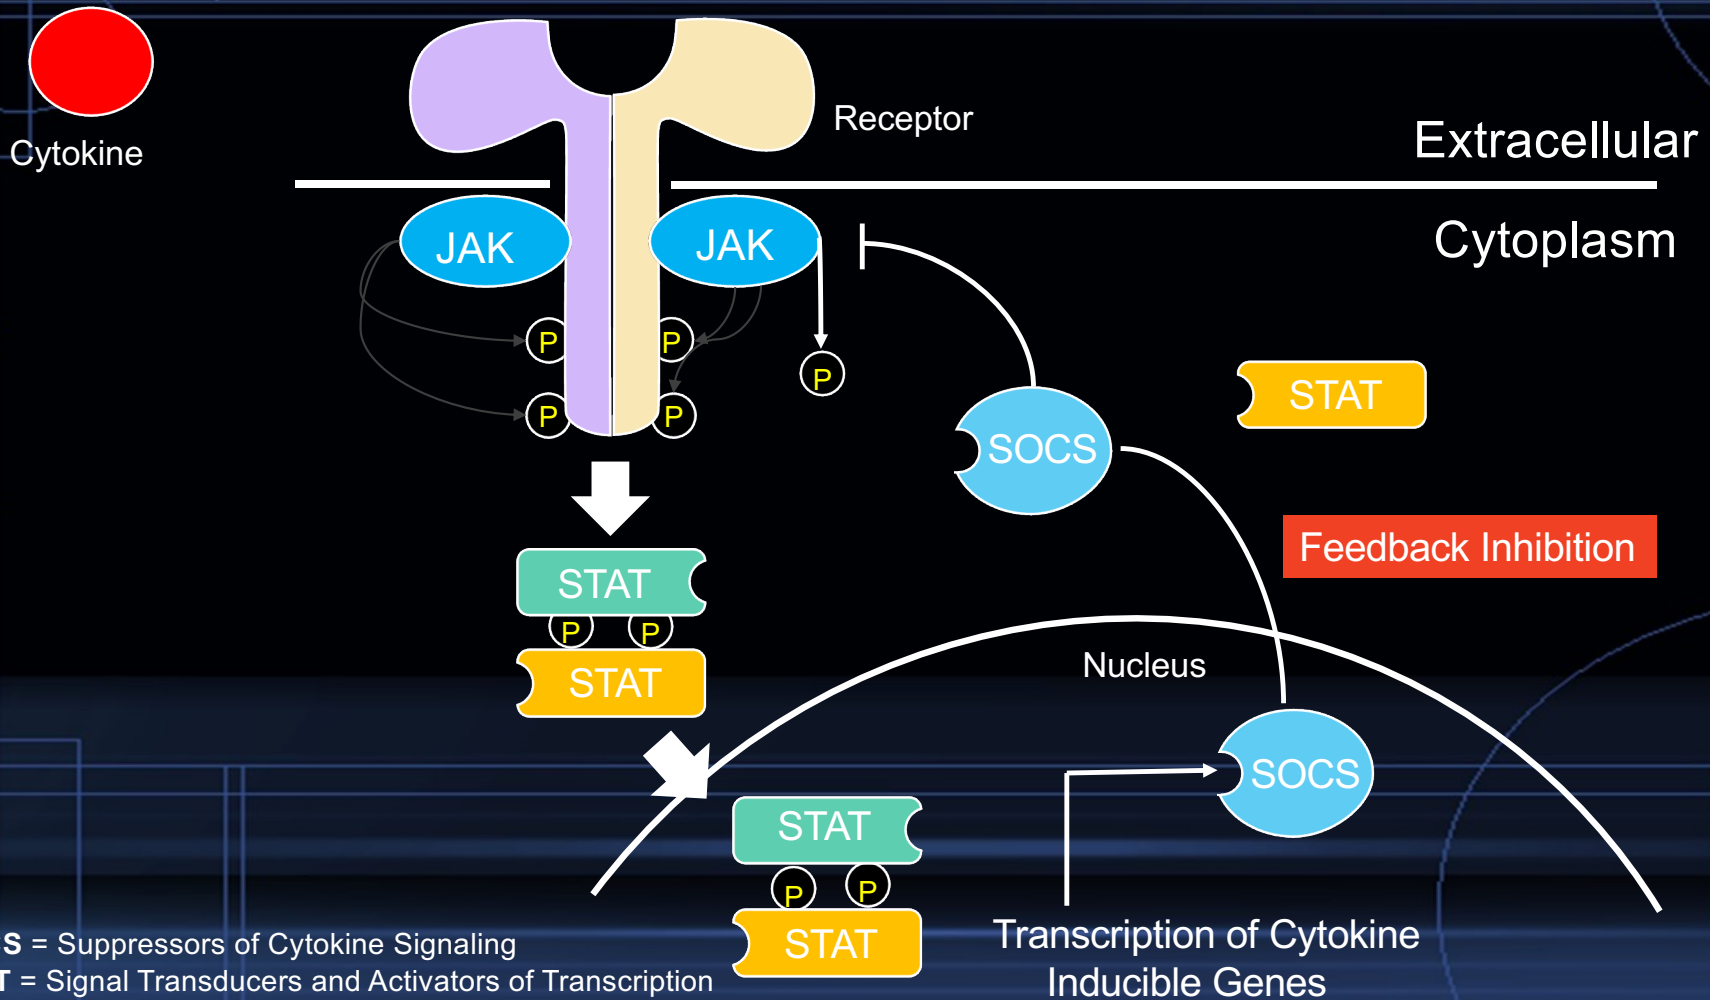 Cytokine
Receptor
Extracellular
Cytoplasm
JAK
JAK
P
P
P
P
P
STAT
SOCS
Feedback Inhibition
STAT
P
P
STAT
Nucleus
SOCS
STAT
P
P
STAT
Transcription of Cytokine
Inducible Genes
S = Suppressors of Cytokine Signaling
T = Signal Transducers and Activators of Transcription